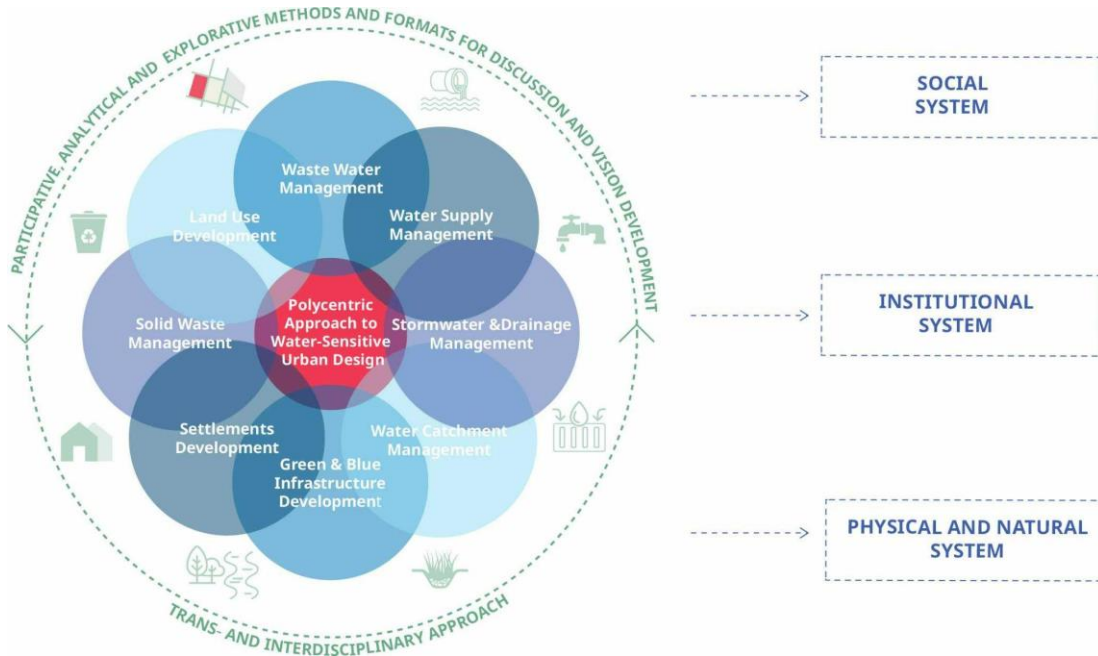 PARTICIPATIVE, ANALYTICAL AND EXPLORATIVE METHODS AND FORMATS FOR DISCUSSION AND VISION DEVELOPMENT
Waste Water
Management
Land Use
Development
Water Supply
Management
Solid Waste
Management
Polycentric
Approach to
Water-Sensitive
Urban Design
Stormwater &Drainage
Management
Settlements
Development
Water Catchment
Management
Green & Blue
Infrastructure
Development
TRANS- AND INTERDISCIPLINARY APPROACH
SOCIAL
SYSTEM
INSTITUTIONAL
SYSTEM
PHYSICAL AND NATURAL
SYSTEM